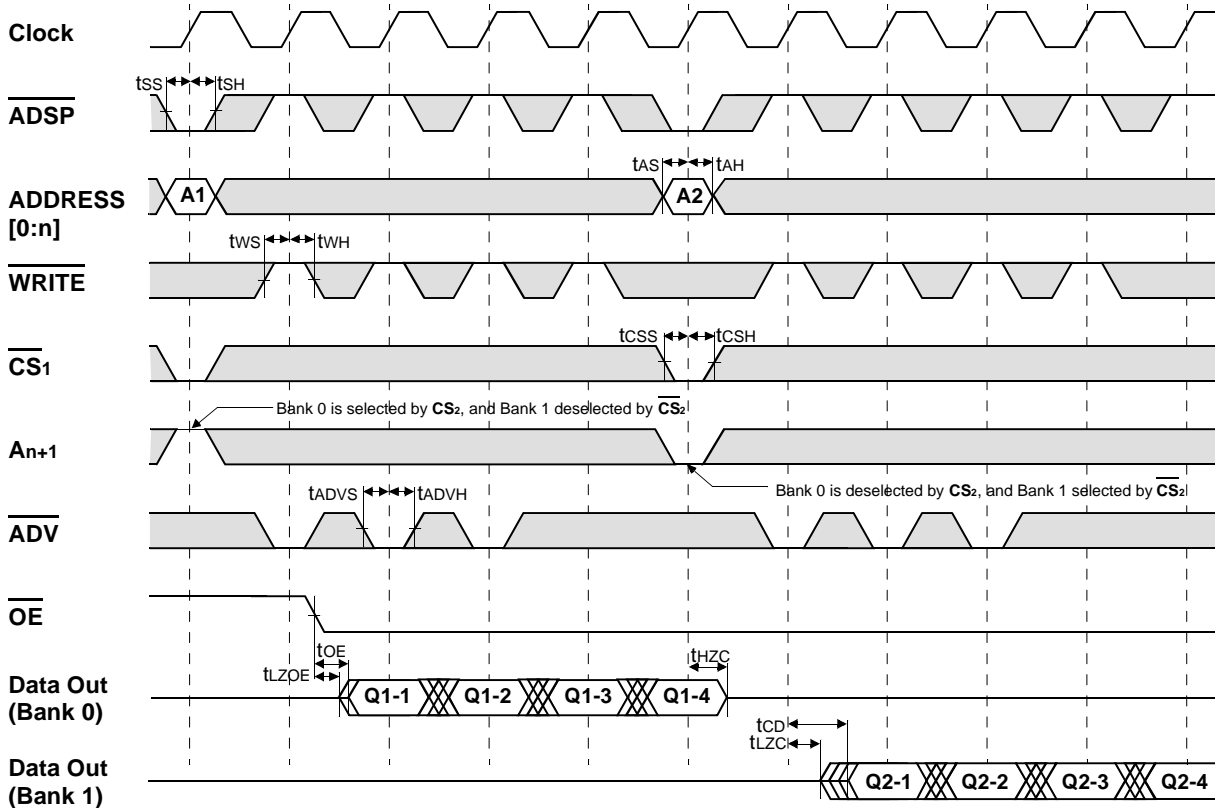 Clock
tSS tSH
ADSP
tAS tAH
ADDRESS
[0:n]
A1 A2
tWS tWH
WRITE
tCSS tCSH
CS1
Bank 0 is selected by CS2, and Bank 1 deselected by CS2
An+1
Bank 0 is deselected by CS2, and Bank 1 selected by CS2
tADVS tADVH
ADV
OE
tOE tHZC
tLZOE
Data Out
(Bank 0)
Q1-1 Q1-2 Q1-3 Q1-4
tCD
tLZC
Data Out
(Bank 1)
Q2-1 Q2-2 Q2-3 Q2-4